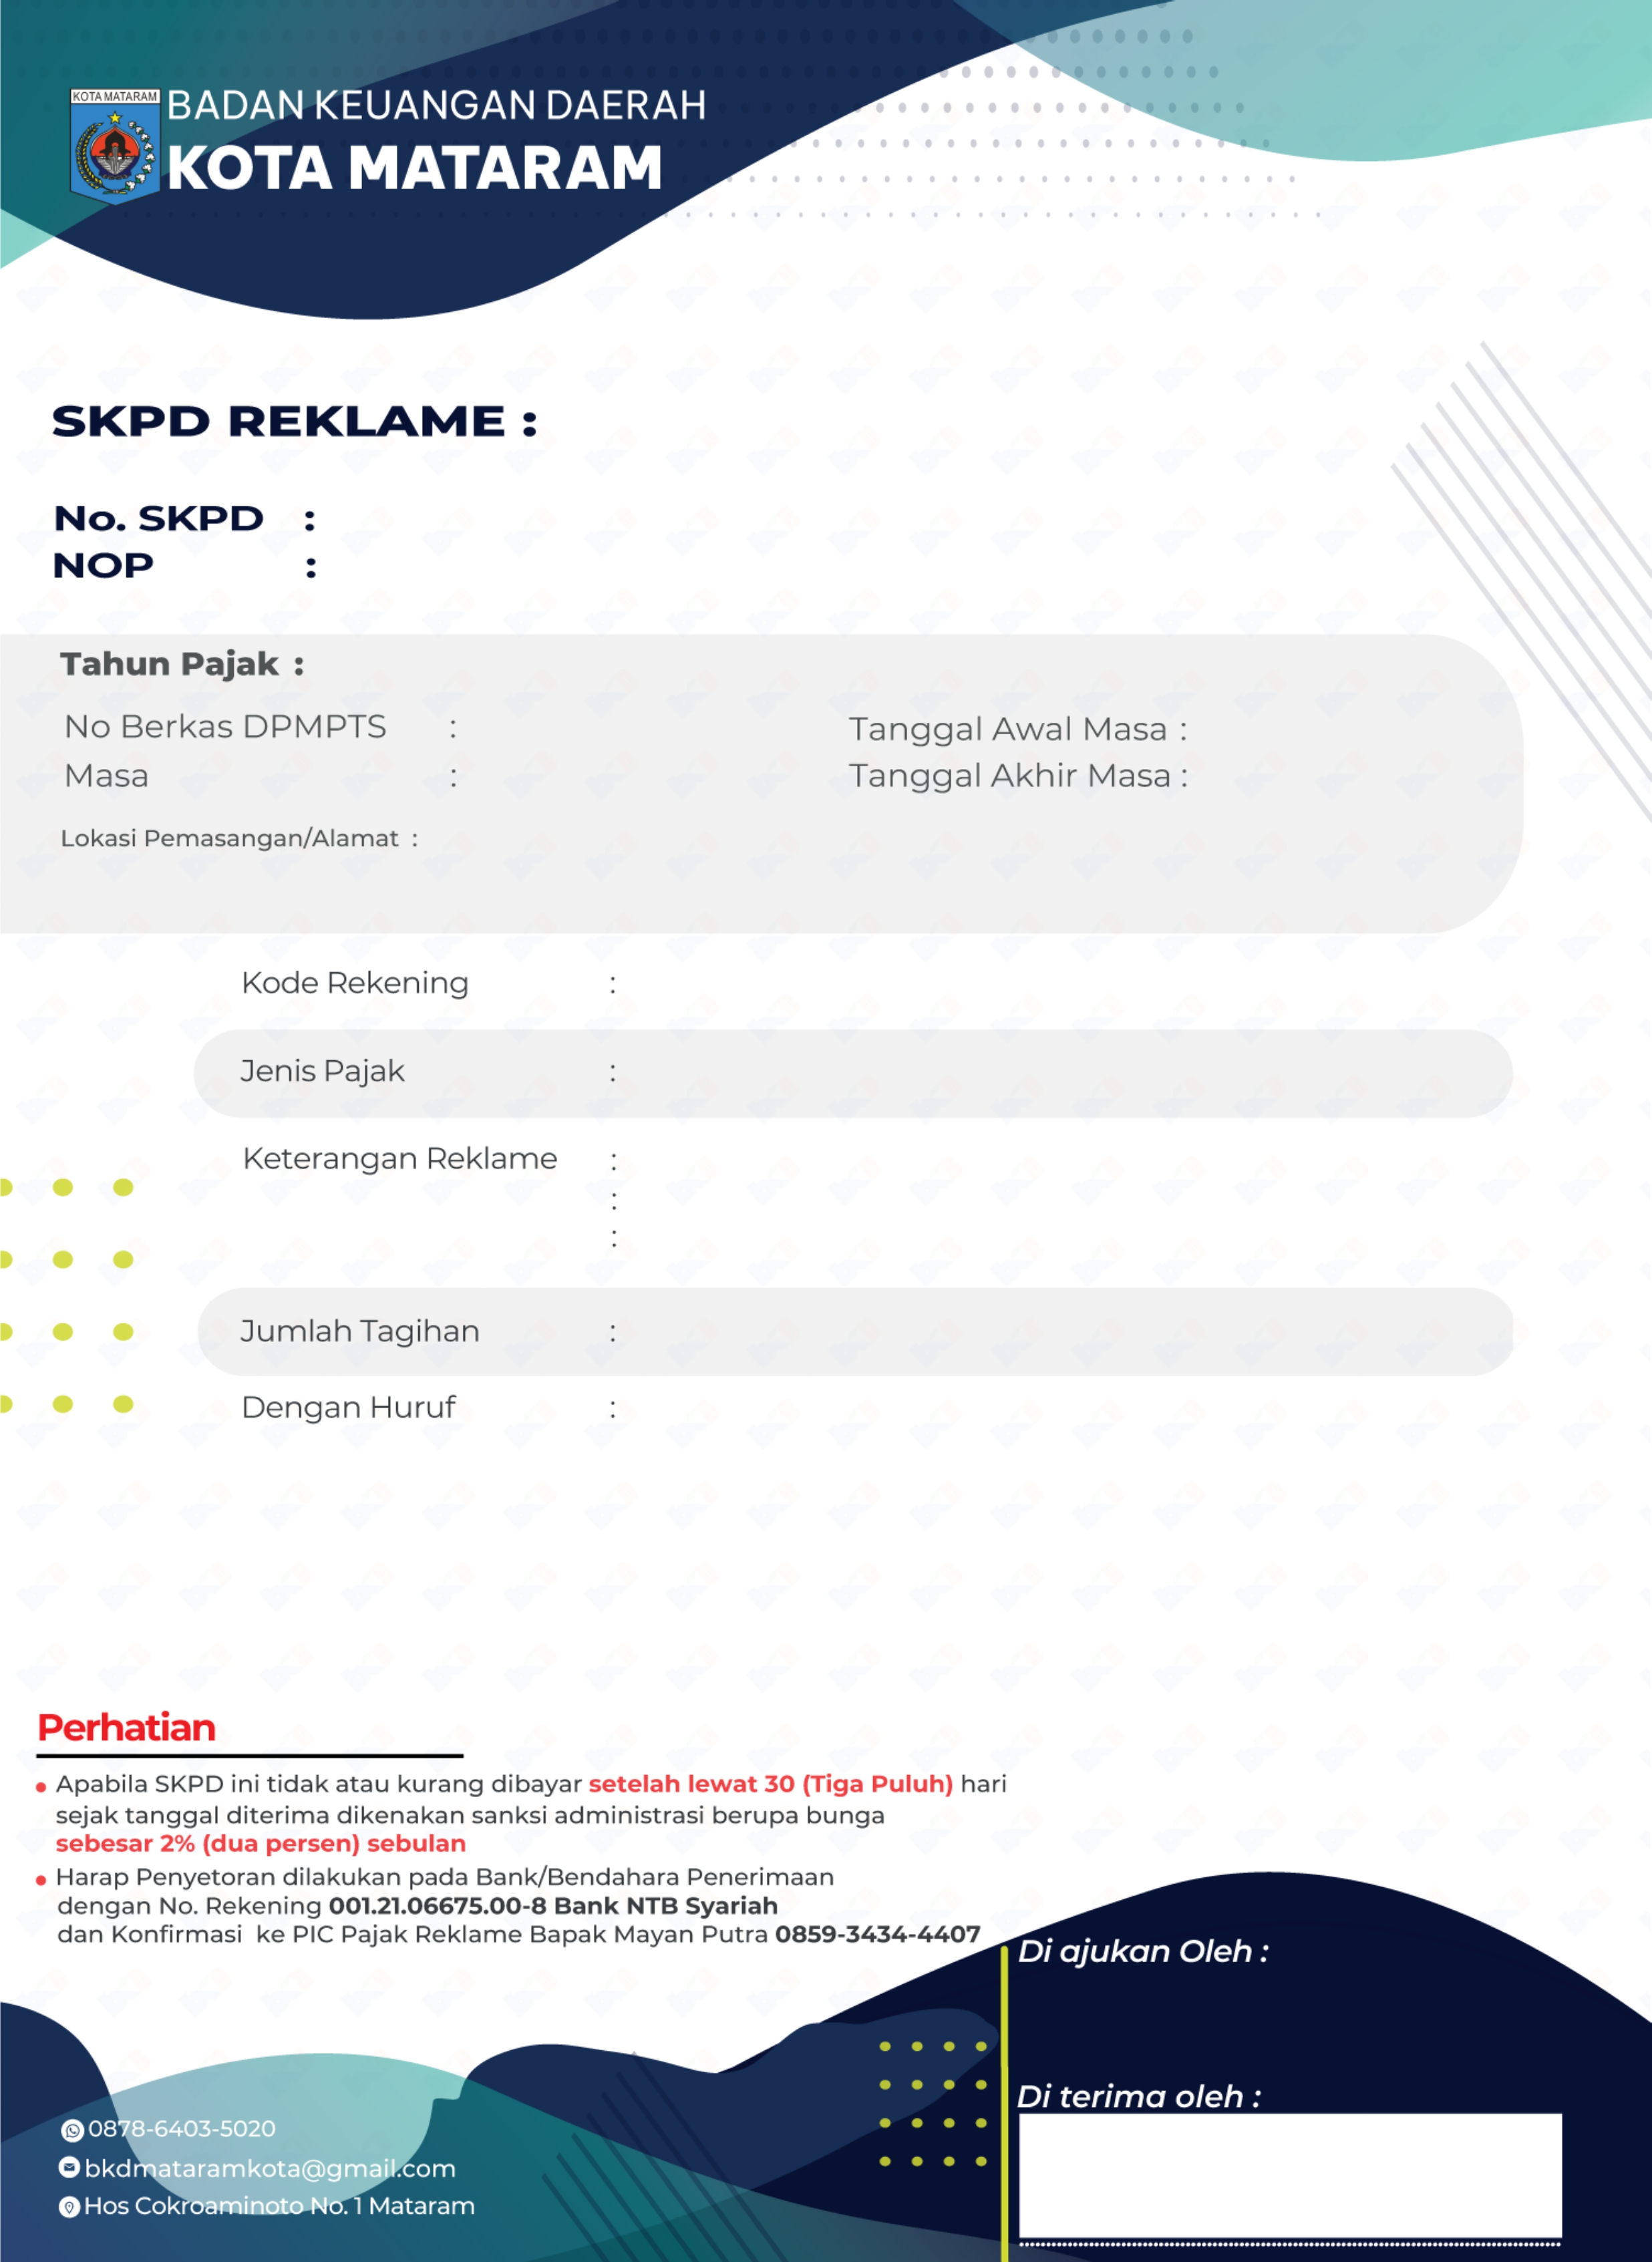 KOTA MATARAM
BADAN KEUANGAN DAERAH
KOTA MATARAM
SKPD REKLAME :
No. SKPD :
NOP :
Tahun Pajak :
No Berkas DPMPTS :
Tanggal Awal Masa :
Masa :
Tanggal Akhir Masa :
Lokasi Pemasangan/Alamat :
Kode Rekening :
Jenis Pajak :
Keterangan Reklame :
:
:
Jumlah Tagihan :
Dengan Huruf :
Perhatian
• Apabila SKPD ini tidak atau kurang dibayar setelah lewat 30 (Tiga Puluh) hari
sejak tanggal diterima dikenakan sanksi administrasi berupa bunga
sebesar 2% (dua persen) sebulan
• Harap Penyetoran dilakukan pada Bank/Bendahara Penerimaan
dengan No. Rekening 001.21.06675.00-8 Bank NTB Syariah
dan Konfirmasi ke PIC Pajak Reklame Bapak Mayan Putra 0859-3434-4407
Di ajukan Oleh :
Di terima oleh :
0878-6403-5020
bkdmataramkota@gmail.com
Hos Cokroaminoto No. 1 Mataram